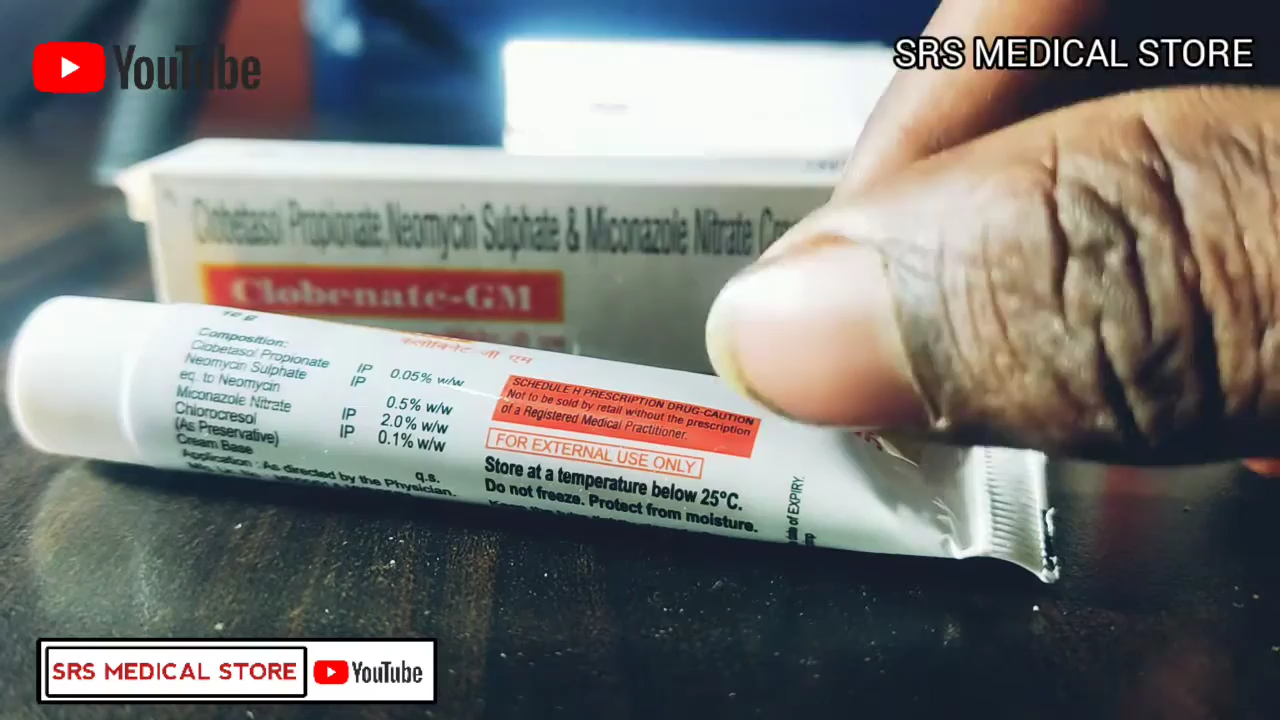 YouTube
SRS MEDICAL STORE
Clobetasol Propionate, Neomycin Sulphate & Miconazole Nitrate
Clobenate-GM
10 g
Composition:
Clobetasol Propionate IP 0.05% w/w
Neomycin Sulphate IP
eq. to Neomycin 0.5% w/w
Miconazole Nitrate IP 2.0% w/w
Chlorocresol IP 0.1% w/w
(As Preservative)
Cream Base q.s.
Application : As directed by the Physician.
क्लोबिनेट-जी एम
SCHEDULE H PRESCRIPTION DRUG-CAUTION
Not to be sold by retail without the prescription
of a Registered Medical Practitioner.
FOR EXTERNAL USE ONLY
Store at a temperature below 25°C.
Do not freeze. Protect from moisture.
of EXPIRY.
SRS MEDICAL STORE
YouTube